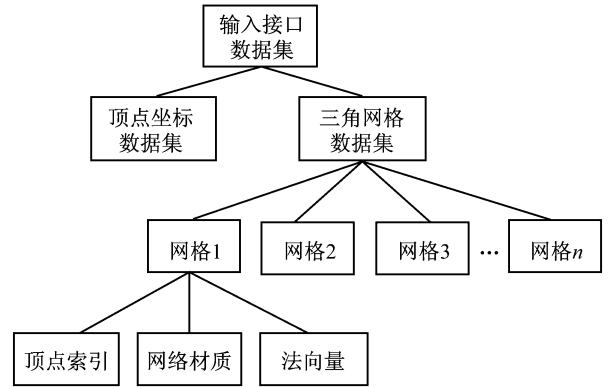 输入接口
数据集
顶点坐标
数据集
三角网格
数据集
网格1
网格2
网格3
…
网格n
顶点索引
网络材质
法向量